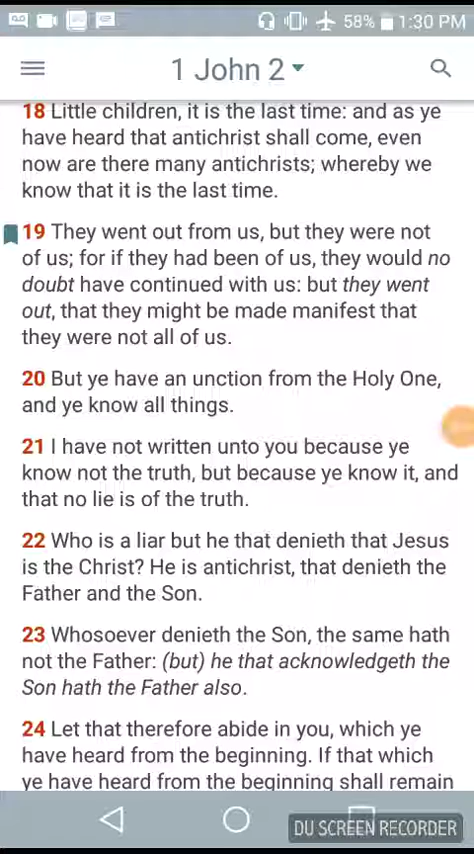 58% 1:30 PM
1 John 2
18 Little children, it is the last time: and as ye
have heard that antichrist shall come, even
now are there many antichrists; whereby we
know that it is the last time.
19 They went out from us, but they were not
of us; for if they had been of us, they would no
doubt have continued with us: but they went
out, that they might be made manifest that
they were not all of us.
20 But ye have an unction from the Holy One,
and ye know all things.
21 I have not written unto you because ye
know not the truth, but because ye know it, and
that no lie is of the truth.
22 Who is a liar but he that denieth that Jesus
is the Christ? He is antichrist, that denieth the
Father and the Son.
23 Whosoever denieth the Son, the same hath
not the Father: (but) he that acknowledgeth the
Son hath the Father also.
24 Let that therefore abide in you, which ye
have heard from the beginning. If that which
ye have heard from the beginning shall remain
DU SCREEN RECORDER